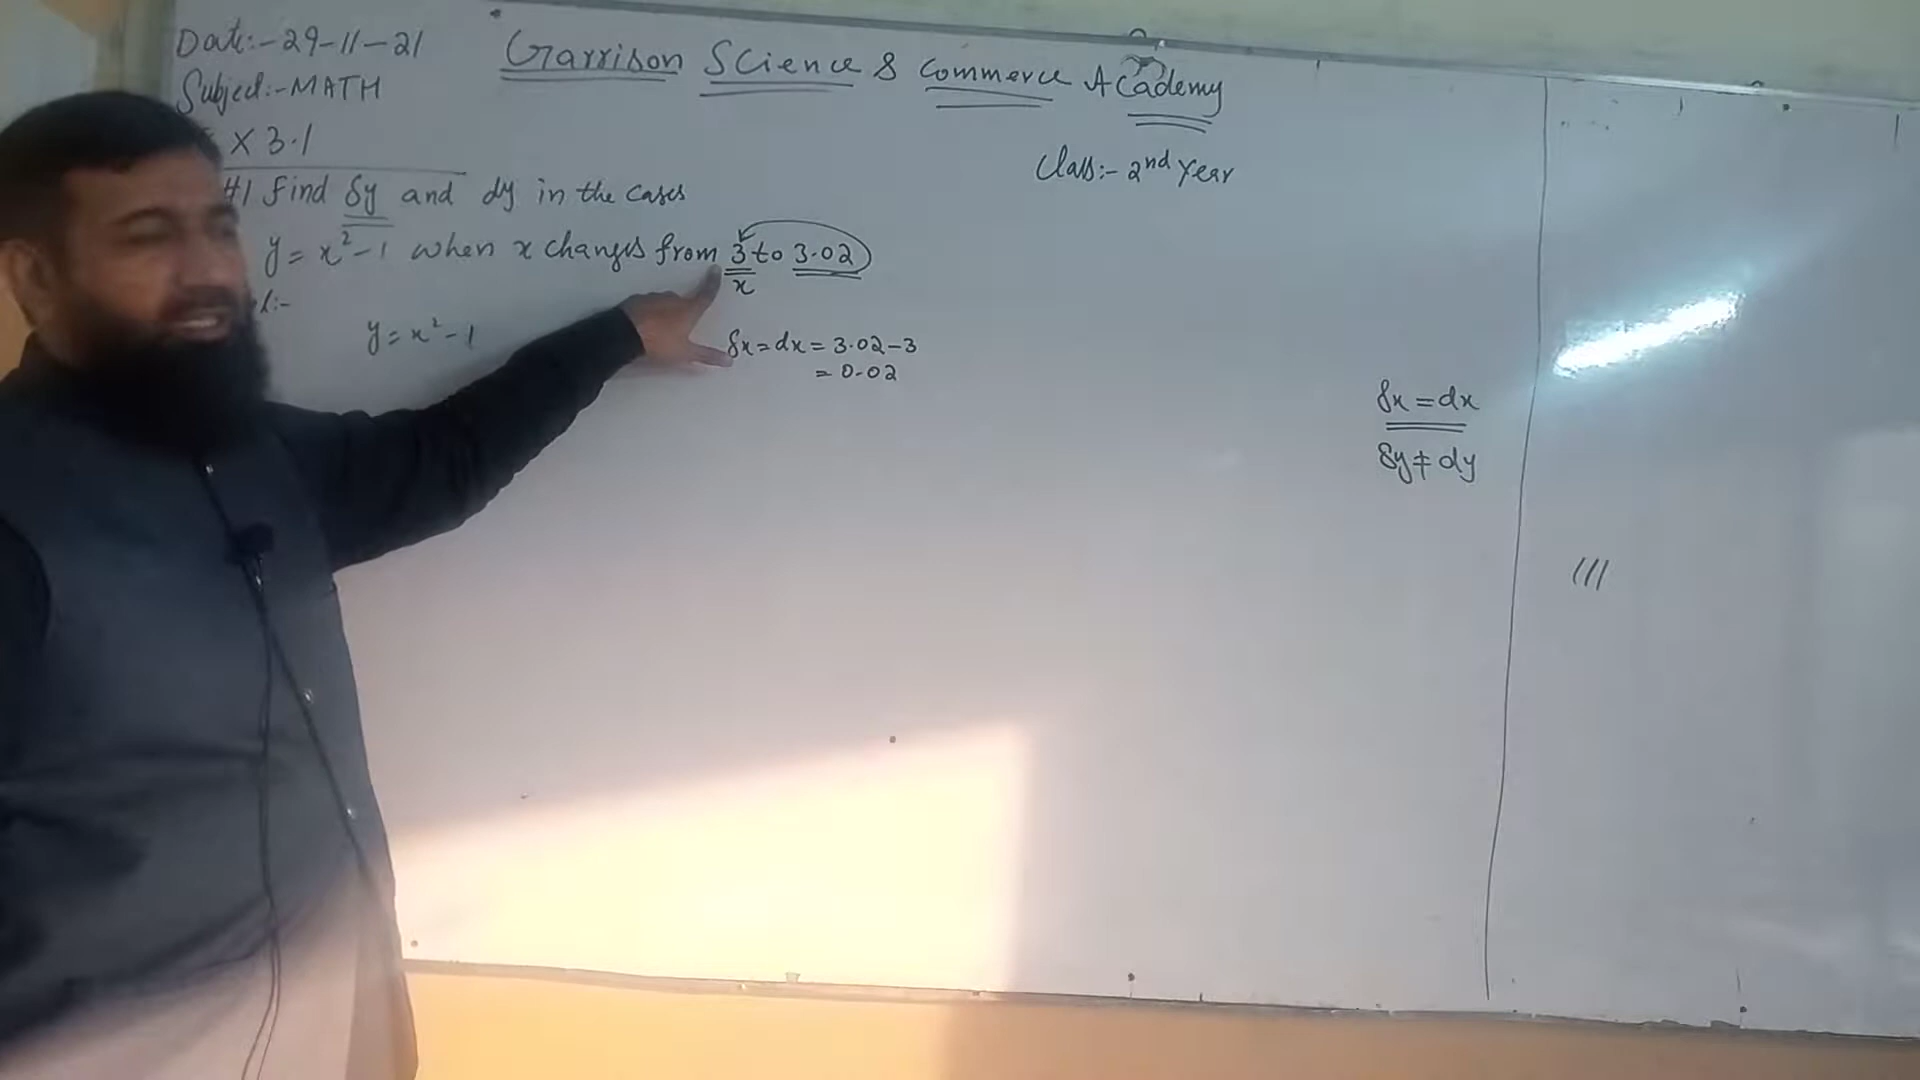 Date:-29-11-21
Garrison Science & Commerce Academy
Subject:-MATH
X 3.1
Class:- 2nd Year
#1 Find δy and dy in the cases
y = x²-1 when x changes from 3 to 3.02
x
y = x²-1
δx = dx = 3.02-3
= 0.02
δx = dx
δy ≠ dy